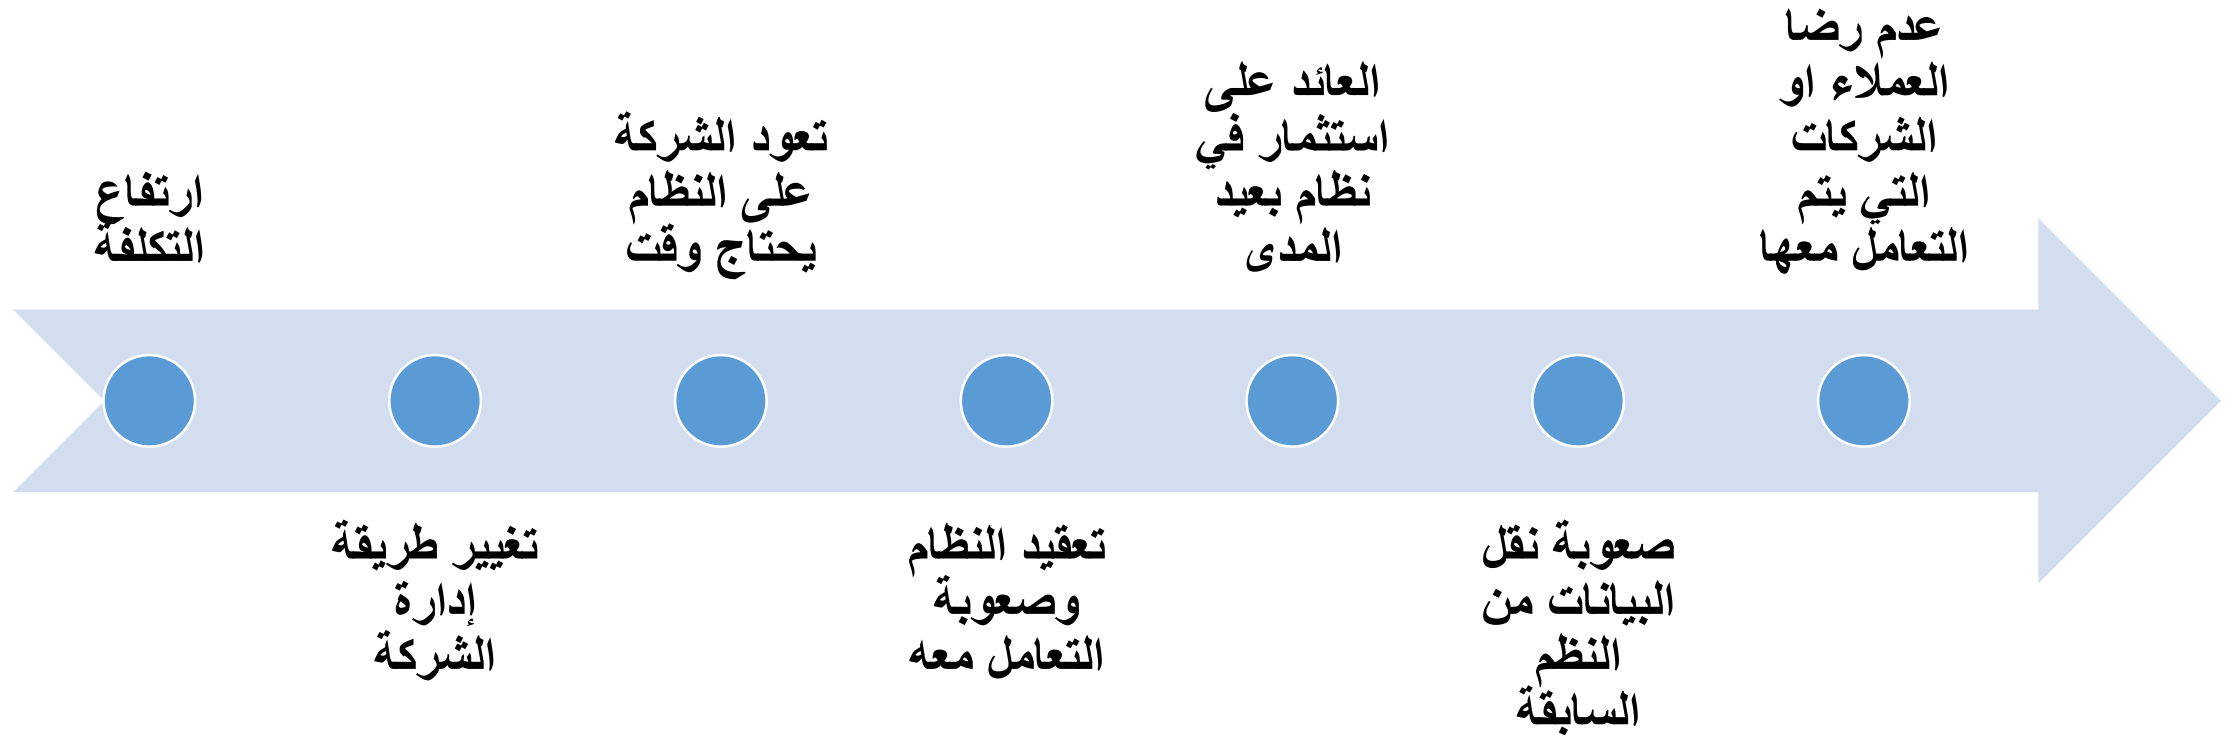 ارتفاع
التكلفة
تغيير طريقة
إدارة
الشركة
تعود الشركة
على النظام
يحتاج وقت
تعقيد النظام
وصعوبة
التعامل معه
العائد على
استثمار في
نظام بعيد
المدى
صعوبة نقل
البيانات من
النظم
السابقة
عدم رضا
العملاء او
الشركات
التي يتم
التعامل معها